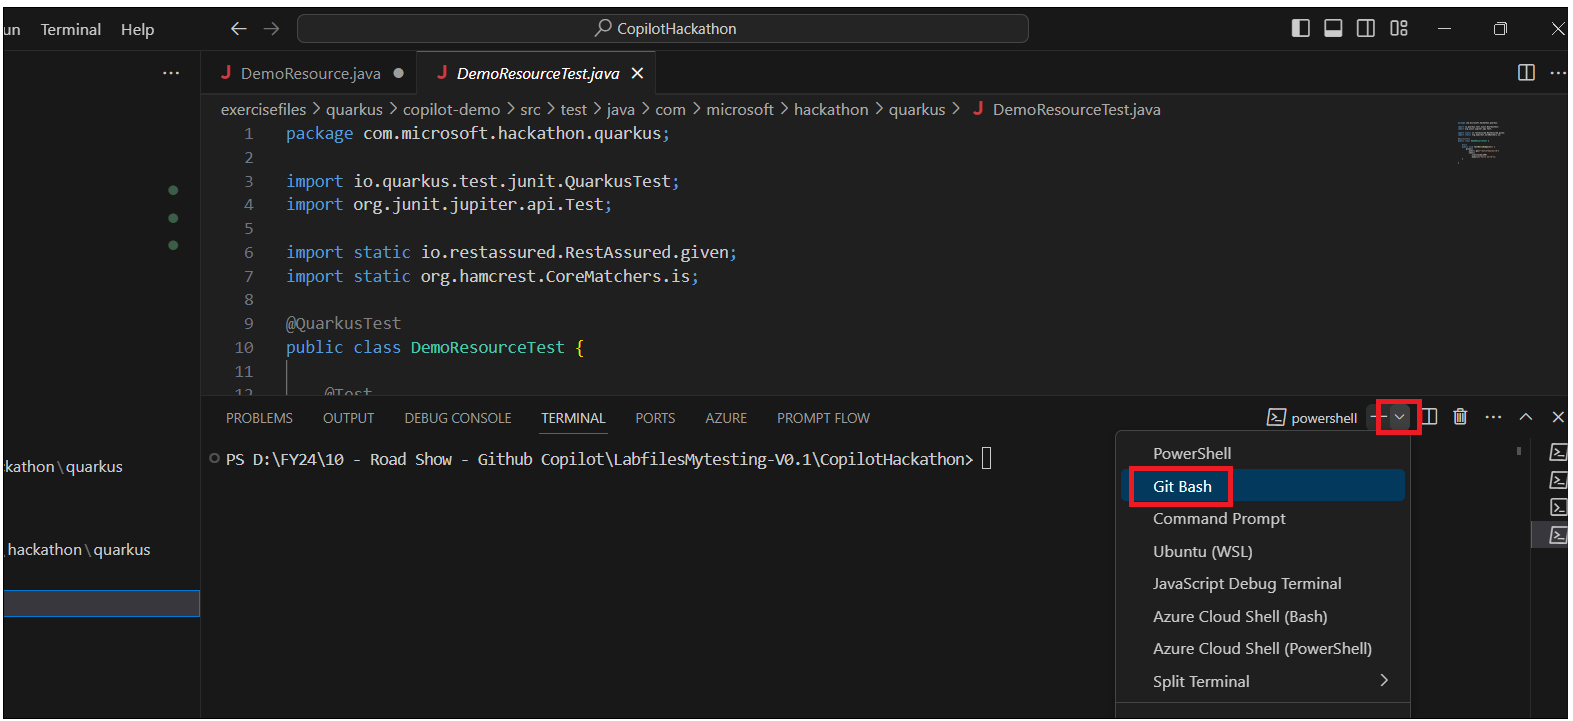 un Terminal Help CopilotHackathon
DemoResource.java DemoResourceTest.java
exercisefiles > quarkus > copilot-demo > src > test > java > com > microsoft > hackathon > quarkus > DemoResourceTest.java
1 package com.microsoft.hackathon.quarkus;
2
3 import io.quarkus.test.junit.QuarkusTest;
4 import org.junit.jupiter.api.Test;
5
6 import static io.restassured.RestAssured.given;
7 import static org.hamcrest.CoreMatchers.is;
8
9 @QuarkusTest
10 public class DemoResourceTest {
11
12 @Test
kathon\quarkus
hackathon\quarkus
PROBLEMS OUTPUT DEBUG CONSOLE TERMINAL PORTS AZURE PROMPT FLOW powershell
PS D:\FY24\10 - Road Show - Github Copilot\LabfilesMytesting-V0.1\CopilotHackathon>
PowerShell
Git Bash
Command Prompt
Ubuntu (WSL)
JavaScript Debug Terminal
Azure Cloud Shell (Bash)
Azure Cloud Shell (PowerShell)
Split Terminal